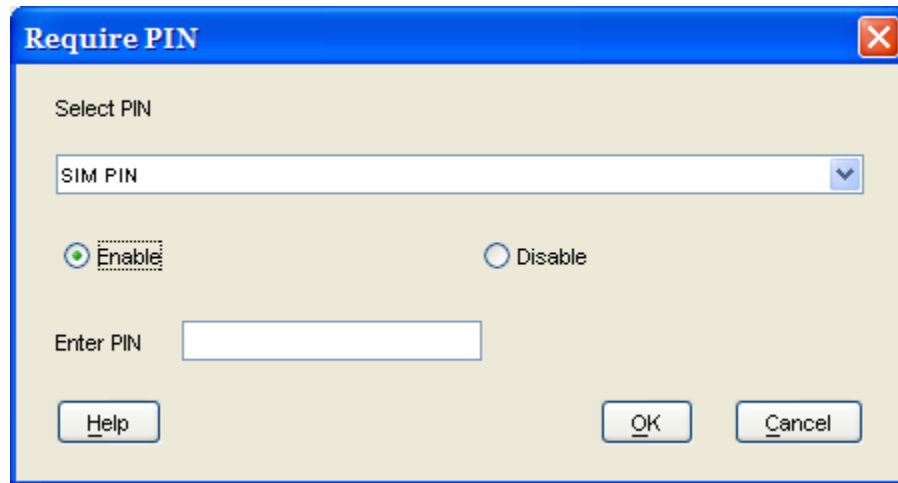 Require PIN
Select PIN
SIM PIN
Enable Disable
Enter PIN
Help OK Cancel